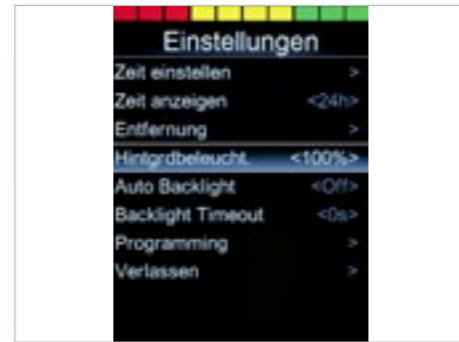 Einstellungen
Zeit einstellen >
Zeit anzeigen <24h>
Entfernung >
Hintgrdbeleucht. <100%>
Auto Backlight <Off>
Backlight Timeout <0s>
Programming >
Verlassen >